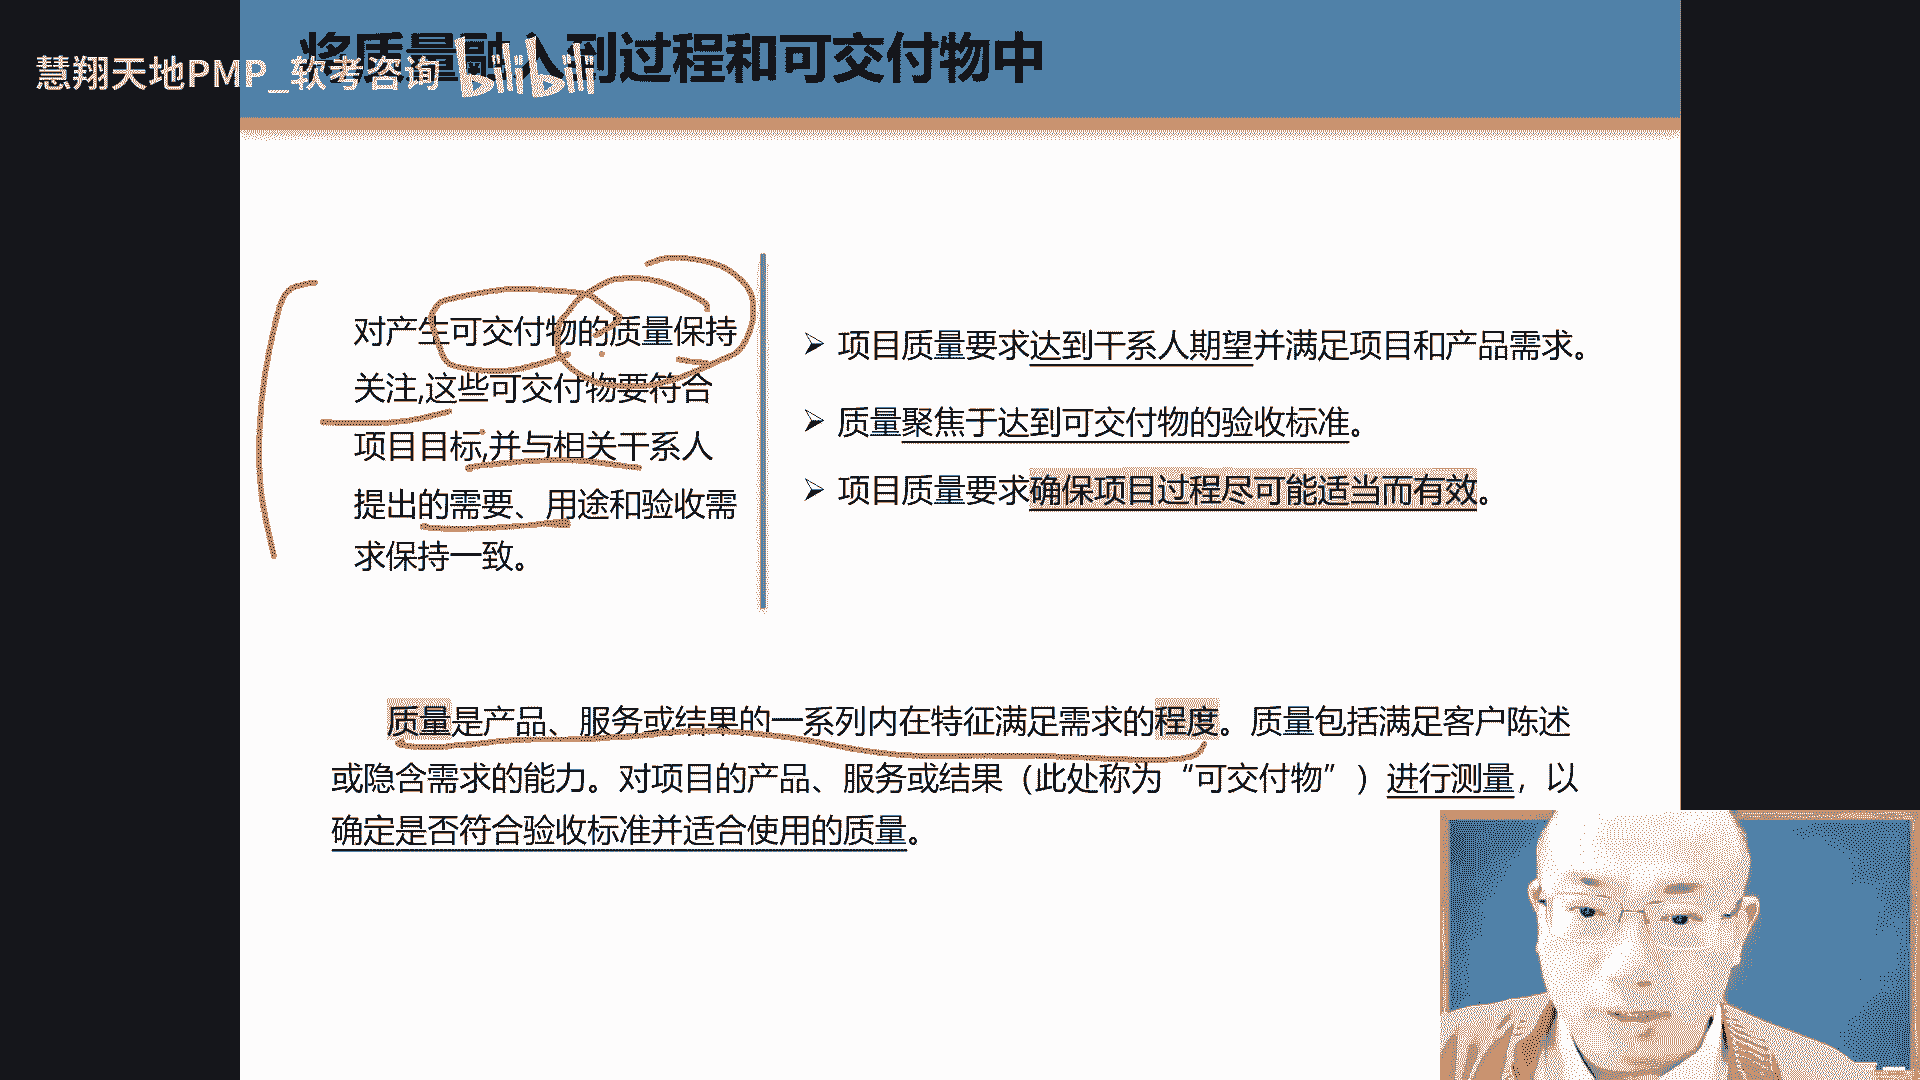 将质量融入到过程和可交付物中
慧翔天地PMP_软考咨询 bilibili
对产生可交付物的质量保持
关注,这些可交付物要符合
项目目标,并与相关干系人
提出的需要、用途和验收需
求保持一致。
项目质量要求达到干系人期望并满足项目和产品需求。
质量聚焦于达到可交付物的验收标准。
项目质量要求确保项目过程尽可能适当而有效。
质量是产品、服务或结果的一系列内在特征满足需求的程度。质量包括满足客户陈述
或隐含需求的能力。对项目的产品、服务或结果（此处称为“可交付物”）进行测量，以
确定是否符合验收标准并适合使用的质量。